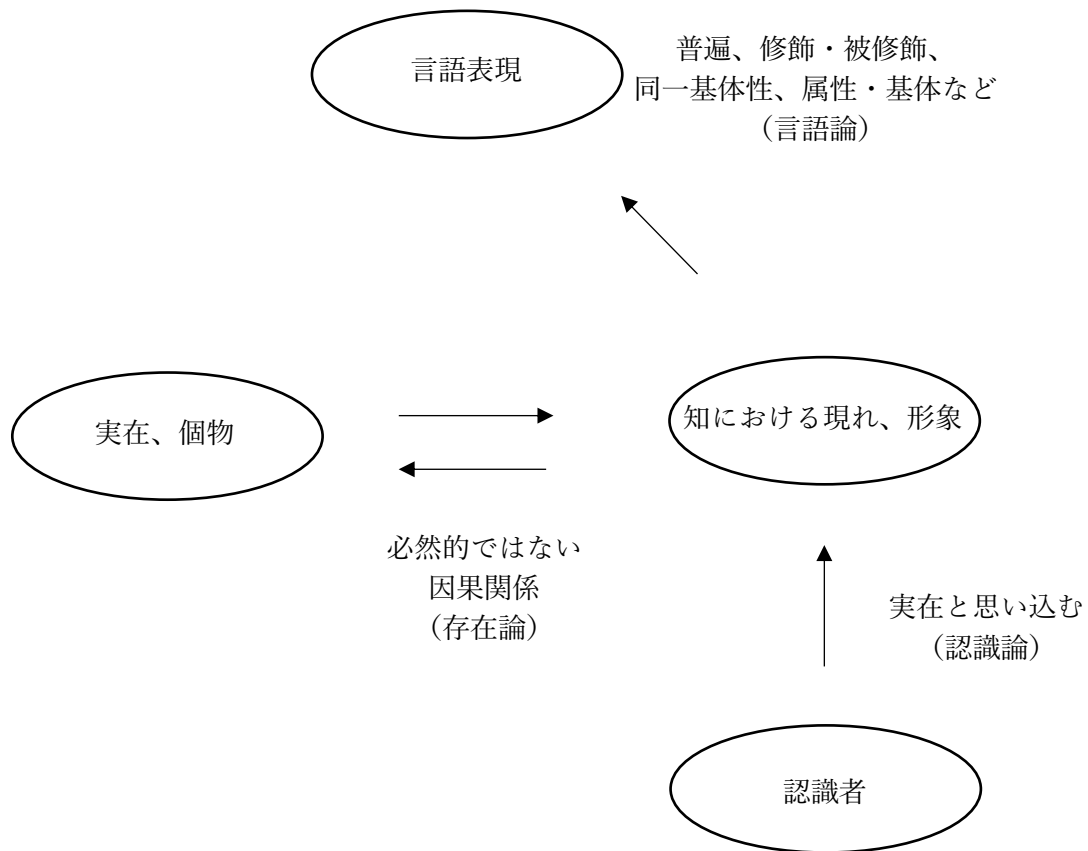 言語表現
普遍、修飾・被修飾、
同一基体性、属性・基体など
（言語論）
実在、個物
知における現れ、形象
必然的ではない
因果関係
（存在論）
実在と思い込む
（認識論）
認識者